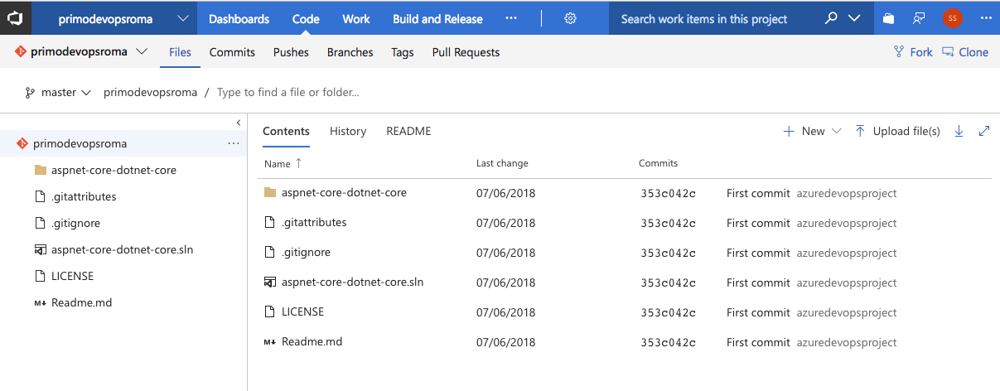 primodevopsroma Dashboards Code Work Build and Release ··· Search work items in this project SS ···
primodevopsroma Files Commits Pushes Branches Tags Pull Requests Fork Clone
master primodevopsroma / Type to find a file or folder...
primodevopsroma ···
aspnet-core-dotnet-core
.gitattributes
.gitignore
aspnet-core-dotnet-core.sln
LICENSE
M↓ Readme.md
Contents History README + New Upload file(s)
Name ↑ Last change Commits
aspnet-core-dotnet-core 07/06/2018 353c042c First commit azuredevopsproject
.gitattributes 07/06/2018 353c042c First commit azuredevopsproject
.gitignore 07/06/2018 353c042c First commit azuredevopsproject
aspnet-core-dotnet-core.sln 07/06/2018 353c042c First commit azuredevopsproject
LICENSE 07/06/2018 353c042c First commit azuredevopsproject
M↓ Readme.md 07/06/2018 353c042c First commit azuredevopsproject